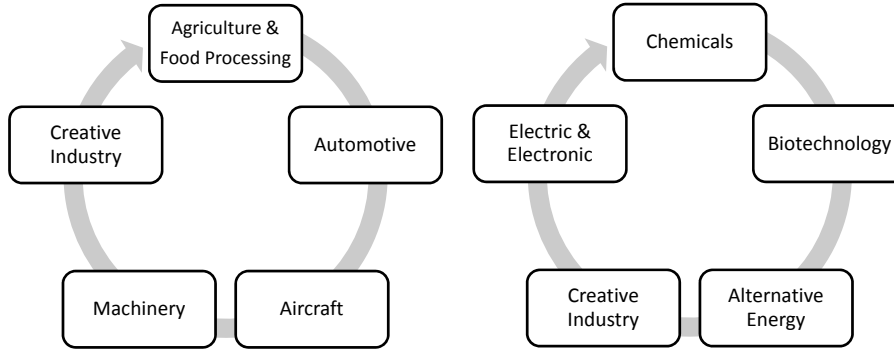 Agriculture &
Food Processing
Automotive
Aircraft
Machinery
Creative
Industry
Chemicals
Biotechnology
Alternative
Energy
Creative
Industry
Electric &
Electronic